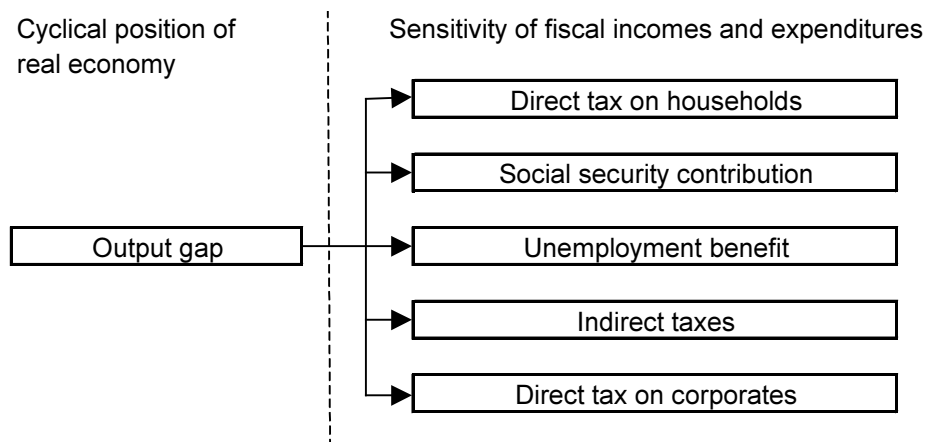 Cyclical position of
real economy
Sensitivity of fiscal incomes and expenditures
Output gap
Direct tax on households
Social security contribution
Unemployment benefit
Indirect taxes
Direct tax on corporates